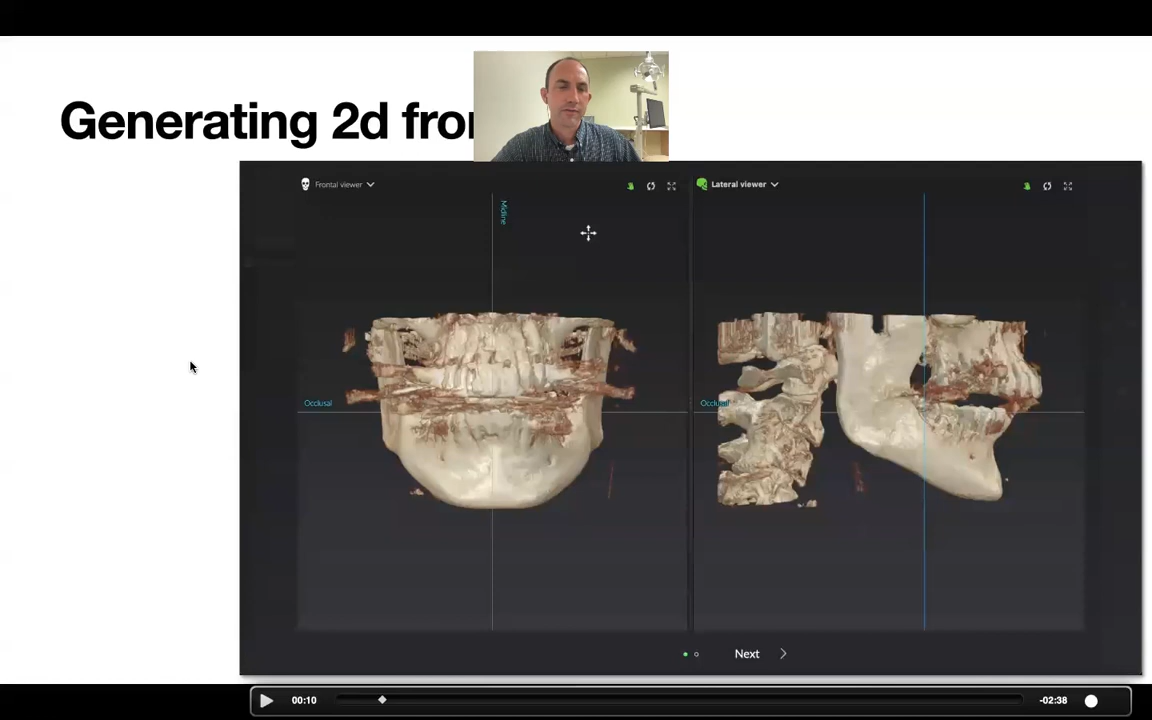 Generating 2d fro
Frontal viewer
Lateral viewer
Midline
Occlusal
Occlusal
Next
00:10
-02:38